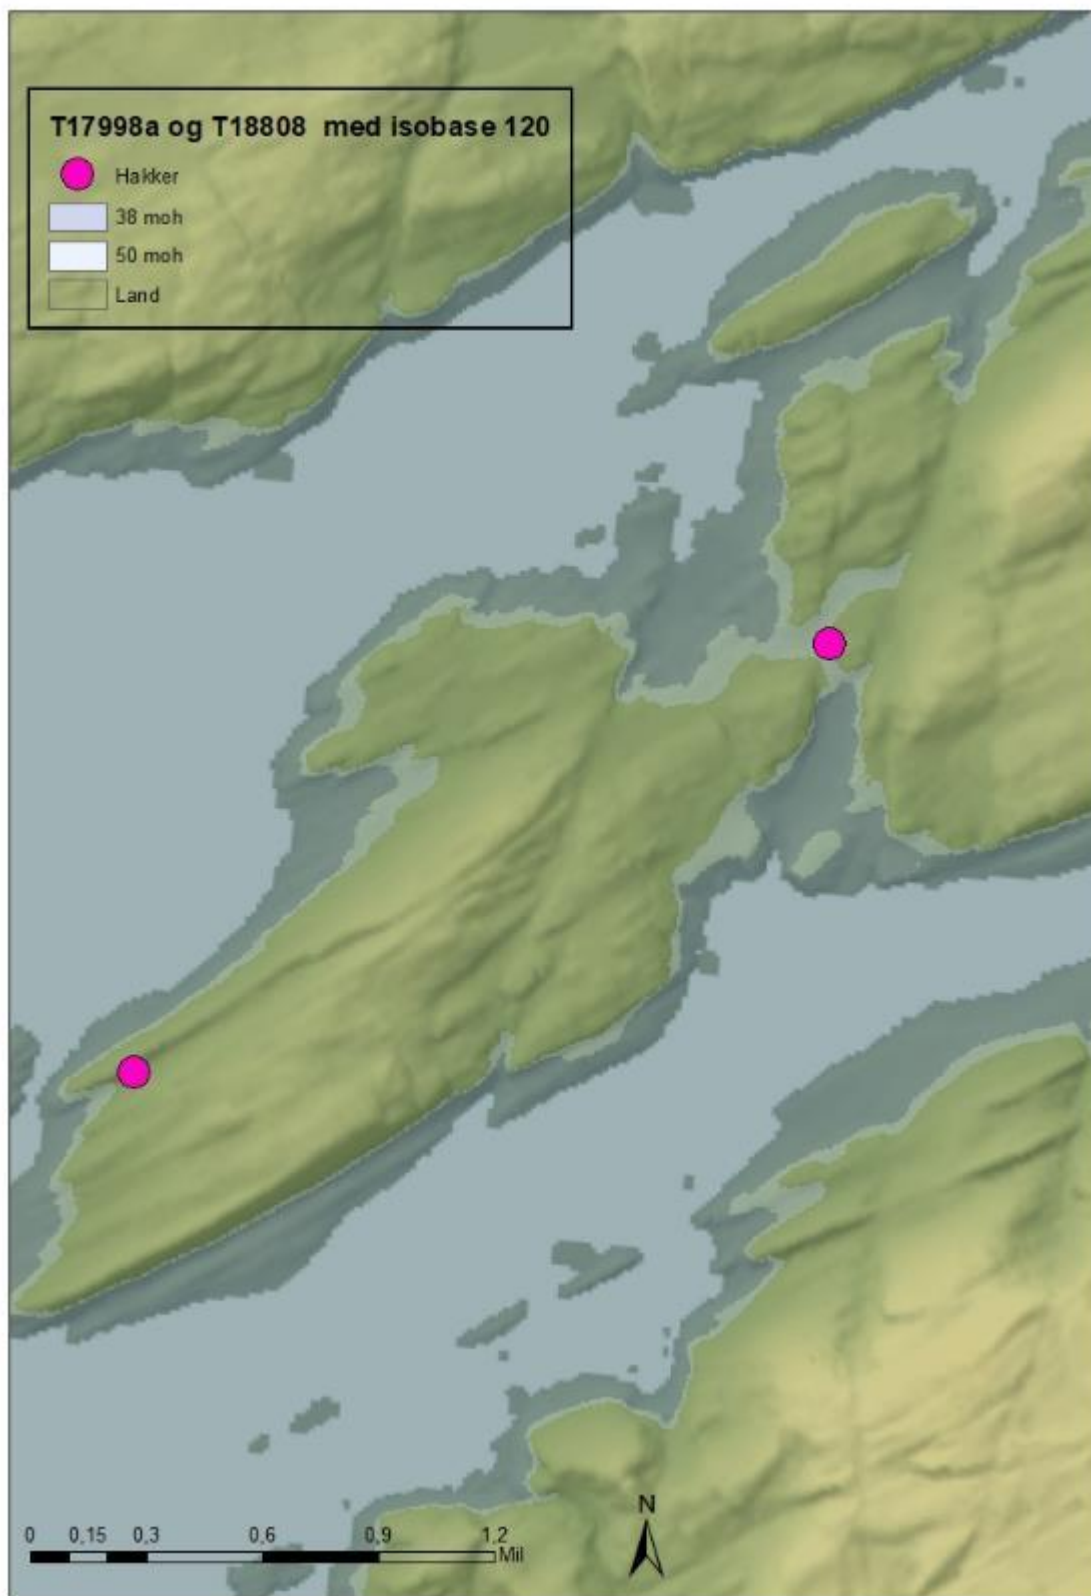 T17998a og T18808 med isobase 120
Hakker
38 moh
50 moh
Land
N
0 0,15 0,3 0,6 0,9 1,2
Mil